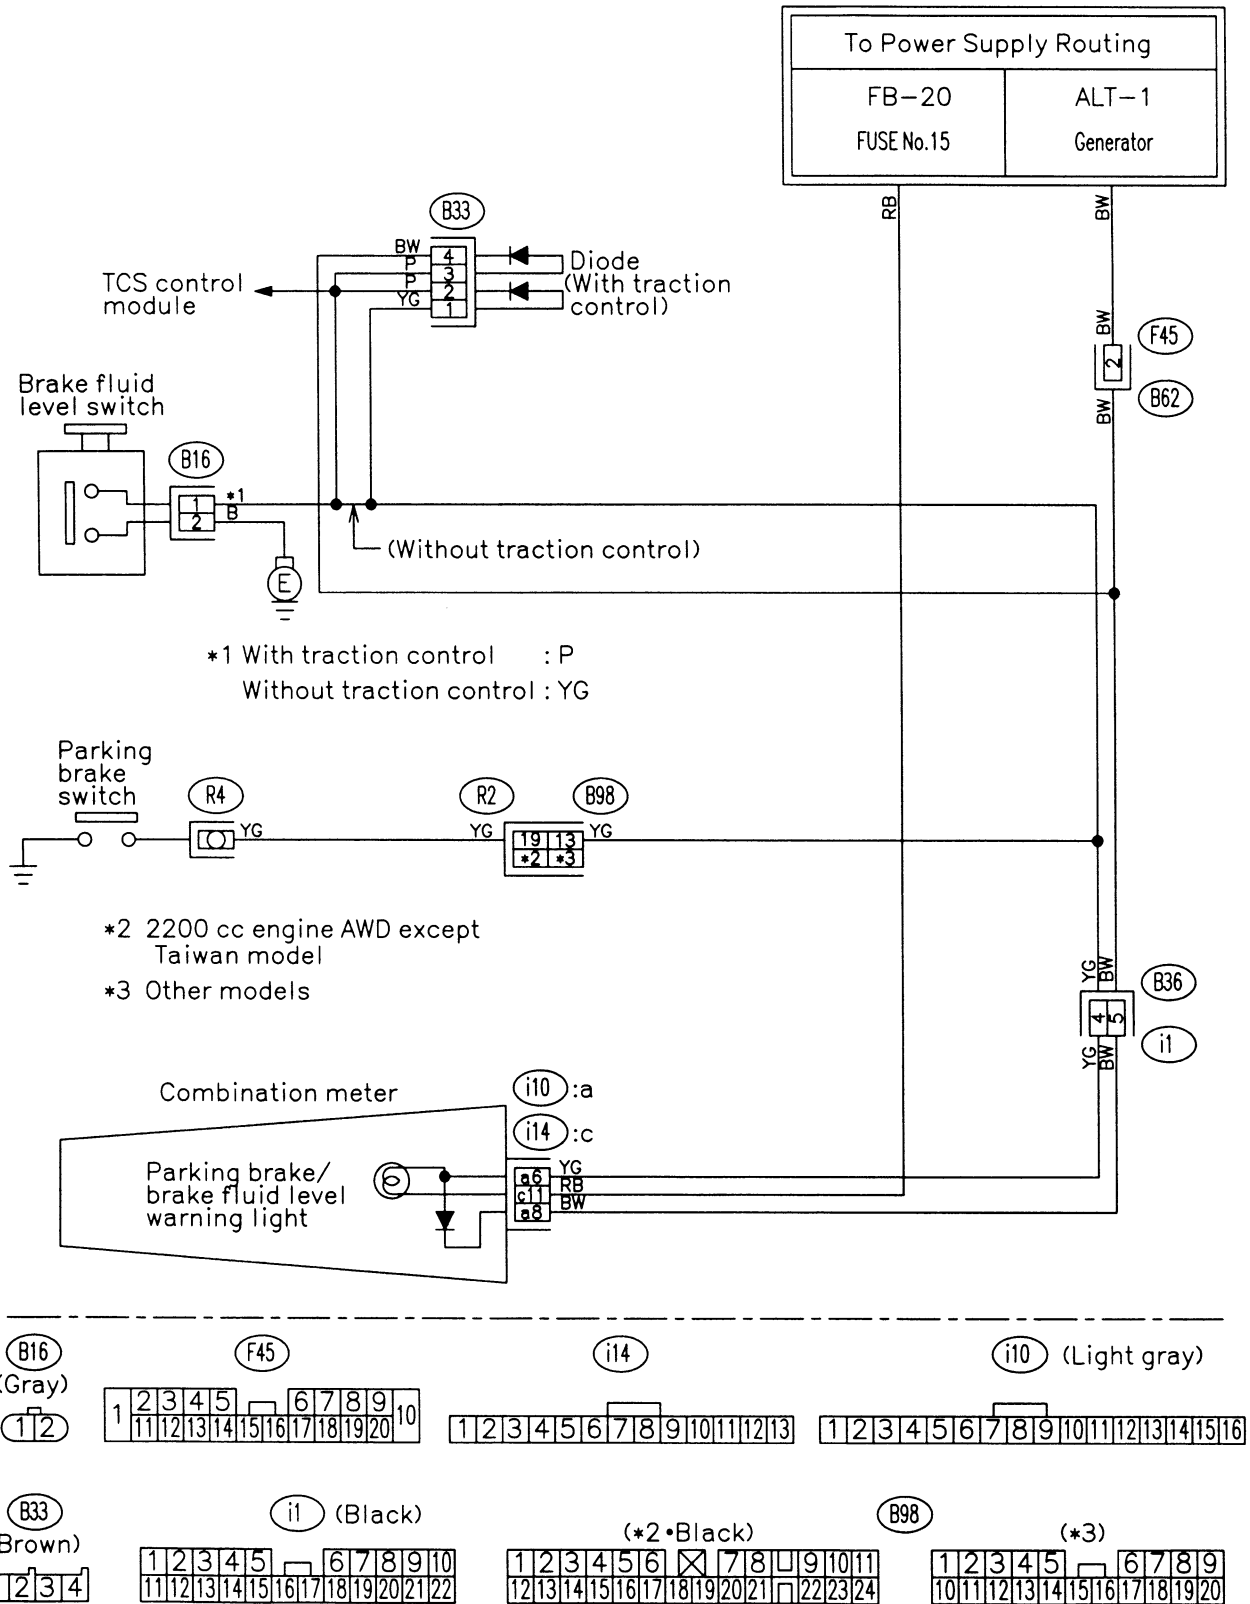 To Power Supply Routing
FB-20
ALT-1
FUSE No.15
Generator
RB
BW
B33
BW
P
P
YG
4
3
2
1
Diode
(With traction
control)
TCS control
module
BW
2
F45
B62
BW
Brake fluid
level switch
B16
1
2
*1
B
(Without traction control)
E
*1 With traction control : P
Without traction control : YG
Parking
brake
switch
R4
YG
R2
B98
YG
19 13
*2 *3
YG
*2 2200 cc engine AWD except
Taiwan model
*3 Other models
YG
BW
B36
4
5
i1
YG
BW
Combination meter
i10 :a
i14 :c
Parking brake/
brake fluid level
warning light
a6
c11
a8
YG
RB
BW
B16
(Gray)
1 2
F45
1 2 3 4 5 6 7 8 9 10
11 12 13 14 15 16 17 18 19 20
i14
1 2 3 4 5 6 7 8 9 10 11 12 13
i10 (Light gray)
1 2 3 4 5 6 7 8 9 10 11 12 13 14 15 16
B33
Brown)
2 3 4
i1 (Black)
1 2 3 4 5 6 7 8 9 10
11 12 13 14 15 16 17 18 19 20 21 22
B98
(*2•Black)
1 2 3 4 5 6 7 8 9 10 11
12 13 14 15 16 17 18 19 20 21 22 23 24
(*3)
1 2 3 4 5 6 7 8 9
10 11 12 13 14 15 16 17 18 19 20